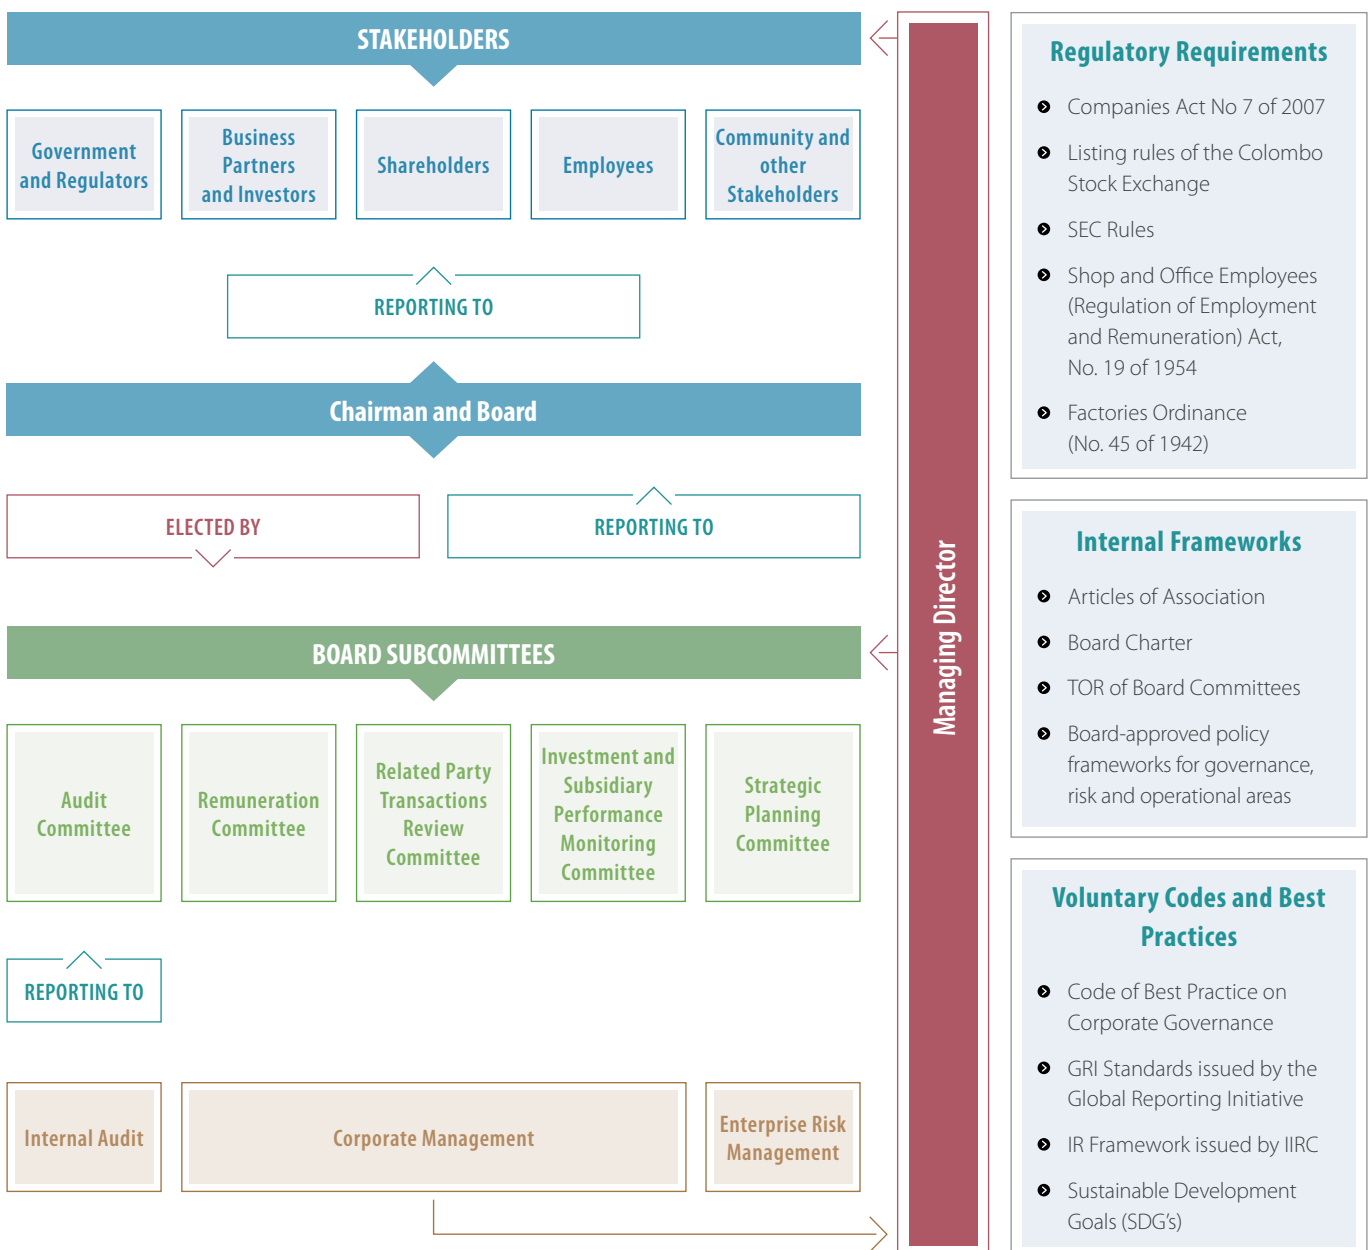 STAKEHOLDERS
Government
and Regulators
Business
Partners
and Investors
Shareholders
Employees
Community and
other
Stakeholders
REPORTING TO
Chairman and Board
ELECTED BY
REPORTING TO
BOARD SUBCOMMITTEES
Audit
Committee
Remuneration
Committee
Related Party
Transactions
Review
Committee
Investment and
Subsidiary
Performance
Monitoring
Committee
Strategic
Planning
Committee
REPORTING TO
Internal Audit
Corporate Management
Enterprise Risk
Management
Managing Director
Regulatory Requirements
Companies Act No 7 of 2007
Listing rules of the Colombo
Stock Exchange
SEC Rules
Shop and Office Employees
(Regulation of Employment
and Remuneration) Act,
No. 19 of 1954
Factories Ordinance
(No. 45 of 1942)
Internal Frameworks
Articles of Association
Board Charter
TOR of Board Committees
Board-approved policy
frameworks for governance,
risk and operational areas
Voluntary Codes and Best
Practices
Code of Best Practice on
Corporate Governance
GRI Standards issued by the
Global Reporting Initiative
IR Framework issued by IIRC
Sustainable Development
Goals (SDG's)